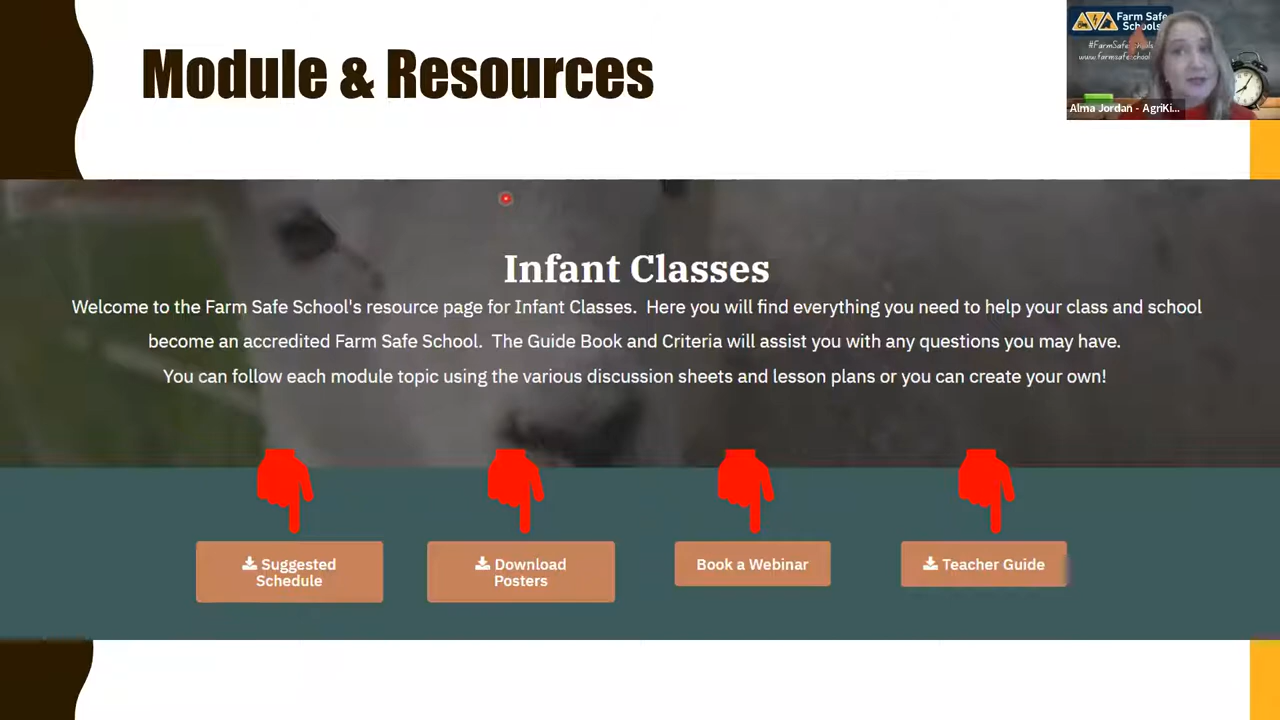 Module & Resources
Farm Safe
Schools
#FarmSafeSchools
www.farmsafeschool
Alma Jordan - AgriKi...
Infant Classes
Welcome to the Farm Safe School's resource page for Infant Classes. Here you will find everything you need to help your class and school
become an accredited Farm Safe School. The Guide Book and Criteria will assist you with any questions you may have.
You can follow each module topic using the various discussion sheets and lesson plans or you can create your own!
Suggested
Schedule
Download
Posters
Book a Webinar
Teacher Guide